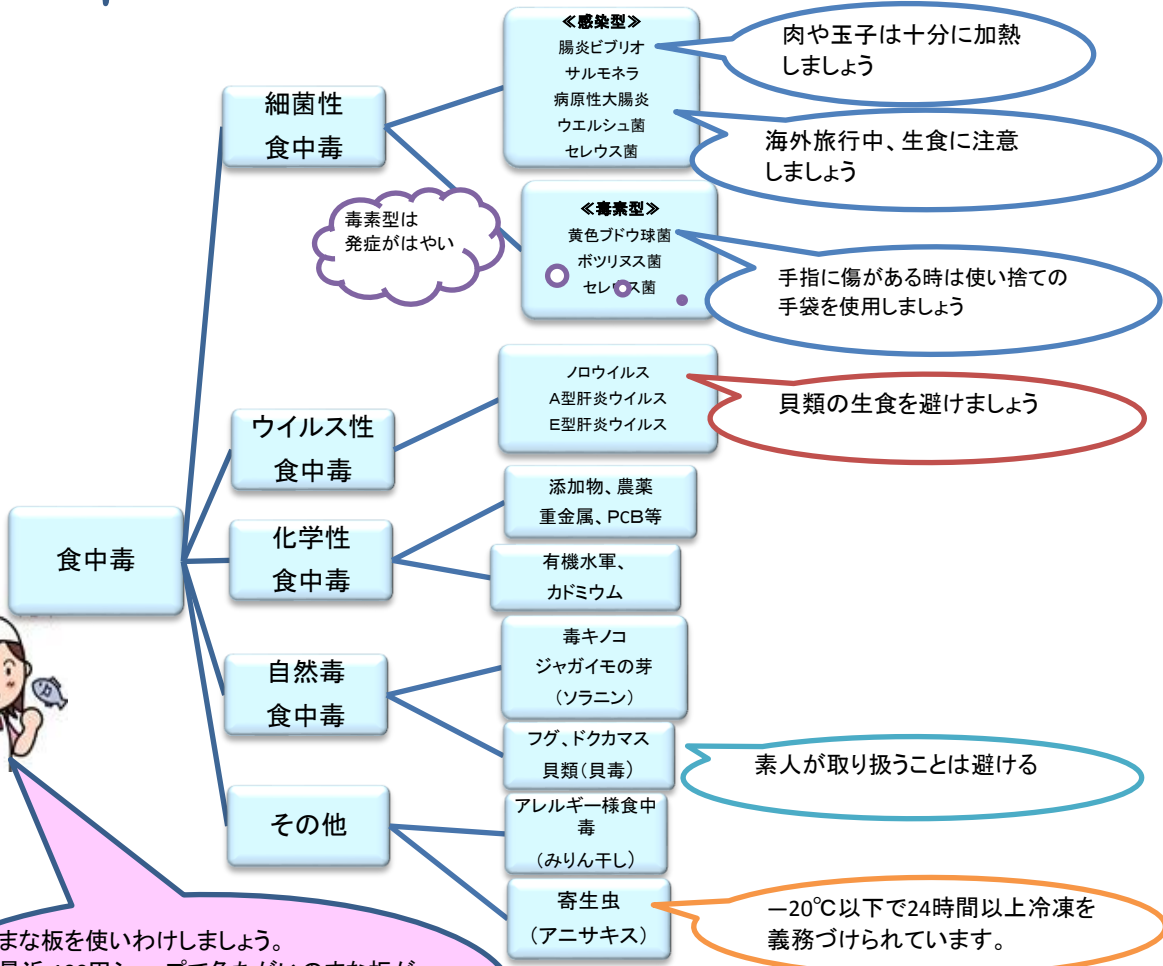 ≪感染型≫
腸炎ビブリオ
サルモネラ
病原性大腸炎
ウエルシュ菌
セレウス菌
肉や玉子は十分に加熱
しましょう
海外旅行中、生食に注意
しましょう
細菌性
食中毒
毒素型は
発症がはやい
≪毒素型≫
黄色ブドウ球菌
ボツリヌス菌
セレウス菌
手指に傷がある時は使い捨ての
手袋を使用しましょう
ウイルス性
食中毒
ノロウイルス
A型肝炎ウイルス
E型肝炎ウイルス
貝類の生食を避けましょう
食中毒
化学性
食中毒
添加物、農薬
重金属、PCB等
有機水軍、
カドミウム
自然毒
食中毒
毒キノコ
ジャガイモの芽
(ソラニン)
フグ、ドクカマス
貝類(貝毒)
素人が取り扱うことは避ける
その他
アレルギー様食中
毒
(みりん干し)
寄生虫
(アニサキス)
―20℃以下で24時間以上冷凍を
義務づけられています。
まな板を使いわけしましょう。